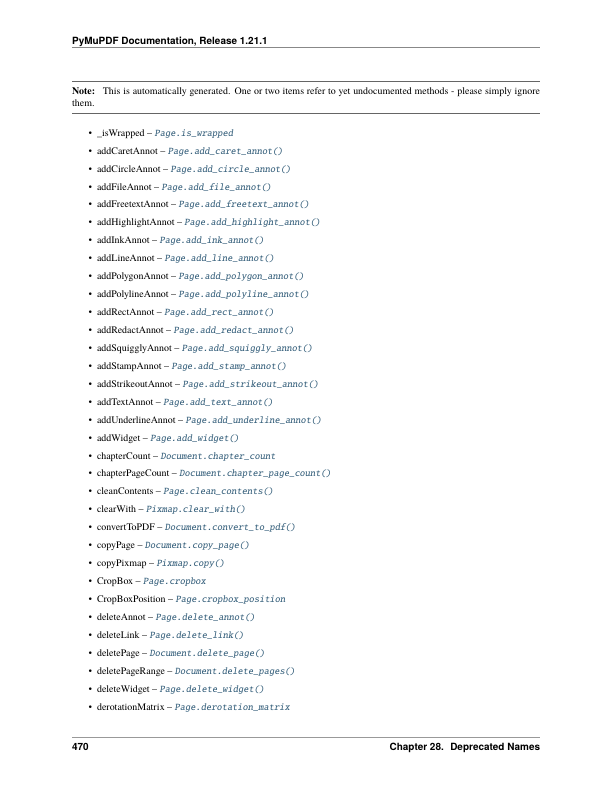 PyMuPDF Documentation, Release 1.21.1
Note: This is automatically generated. One or two items refer to yet undocumented methods - please simply ignore
them.
• _isWrapped – Page.is_wrapped
• addCaretAnnot – Page.add_caret_annot()
• addCircleAnnot – Page.add_circle_annot()
• addFileAnnot – Page.add_file_annot()
• addFreetextAnnot – Page.add_freetext_annot()
• addHighlightAnnot – Page.add_highlight_annot()
• addInkAnnot – Page.add_ink_annot()
• addLineAnnot – Page.add_line_annot()
• addPolygonAnnot – Page.add_polygon_annot()
• addPolylineAnnot – Page.add_polyline_annot()
• addRectAnnot – Page.add_rect_annot()
• addRedactAnnot – Page.add_redact_annot()
• addSquigglyAnnot – Page.add_squiggly_annot()
• addStampAnnot – Page.add_stamp_annot()
• addStrikeoutAnnot – Page.add_strikeout_annot()
• addTextAnnot – Page.add_text_annot()
• addUnderlineAnnot – Page.add_underline_annot()
• addWidget – Page.add_widget()
• chapterCount – Document.chapter_count
• chapterPageCount – Document.chapter_page_count()
• cleanContents – Page.clean_contents()
• clearWith – Pixmap.clear_with()
• convertToPDF – Document.convert_to_pdf()
• copyPage – Document.copy_page()
• copyPixmap – Pixmap.copy()
• CropBox – Page.cropbox
• CropBoxPosition – Page.cropbox_position
• deleteAnnot – Page.delete_annot()
• deleteLink – Page.delete_link()
• deletePage – Document.delete_page()
• deletePageRange – Document.delete_pages()
• deleteWidget – Page.delete_widget()
• derotationMatrix – Page.derotation_matrix
470 Chapter 28. Deprecated Names